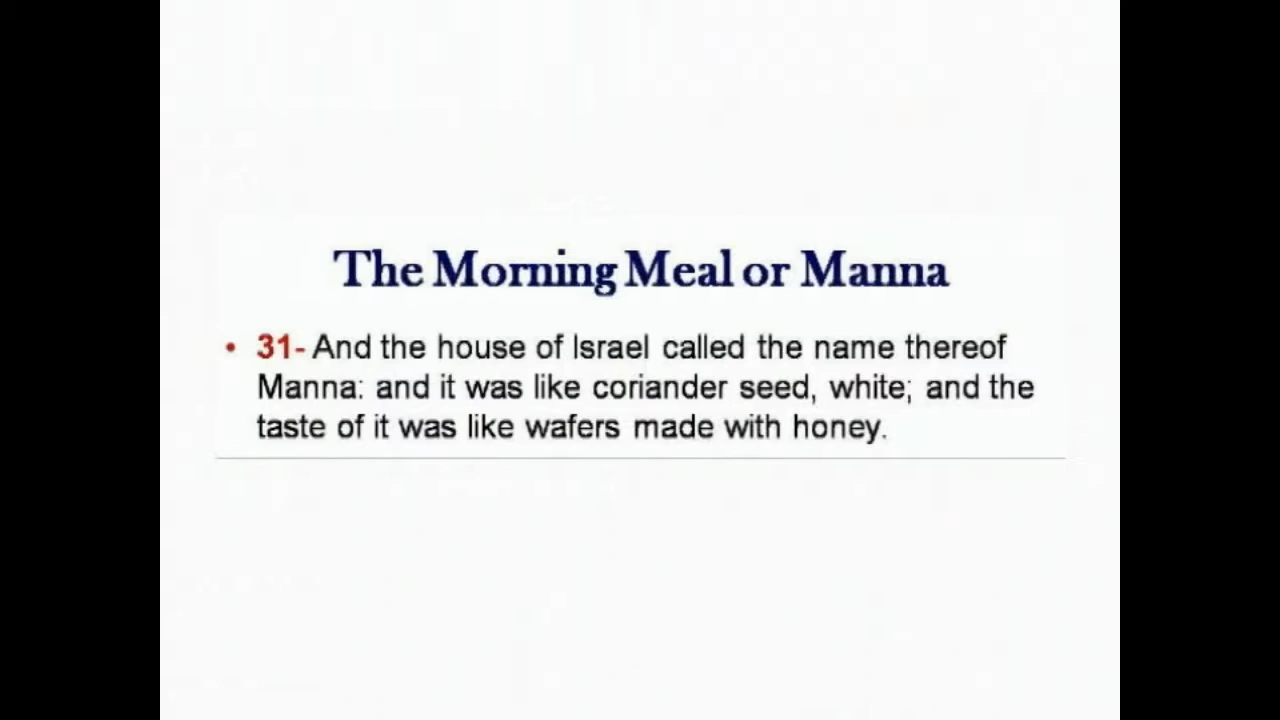 The Morning Meal or Manna
• 31- And the house of Israel called the name thereof
Manna: and it was like coriander seed, white; and the
taste of it was like wafers made with honey.